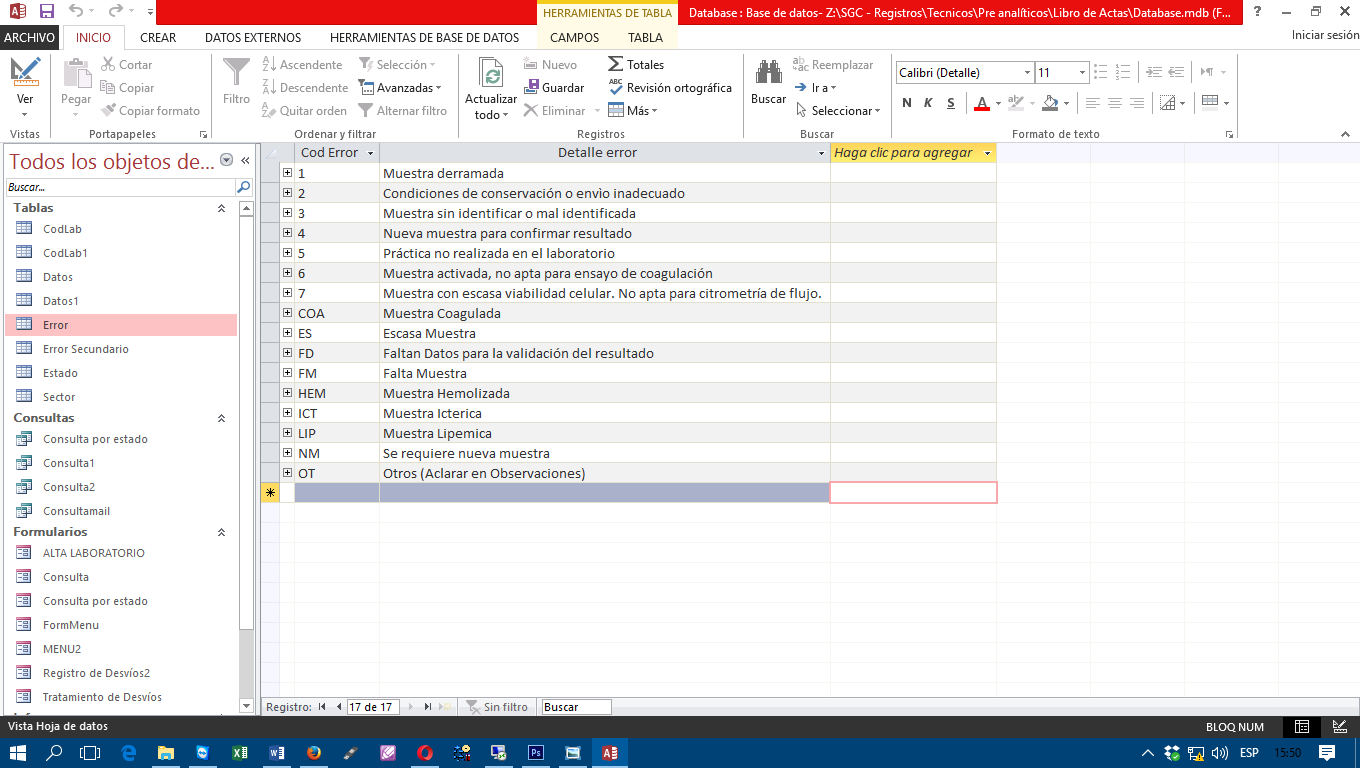 HERRAMIENTAS DE TABLA
Database : Base de datos- Z:\SGC - Registros\Tecnicos\Pre analíticos\Libro de Actas\Database.mdb (F...
?
ARCHIVO INICIO CREAR DATOS EXTERNOS HERRAMIENTAS DE BASE DE DATOS CAMPOS TABLA
Iniciar sesión
Ver
Vistas
Pegar
Cortar
Copiar
Copiar formato
Portapapeles
Filtro
Ascendente
Descendente
Quitar orden
Selección
Avanzadas
Alternar filtro
Ordenar y filtrar
Actualizar
todo
Nuevo
Guardar
Eliminar
Totales
Revisión ortográfica
Más
Registros
Buscar
Reemplazar
Ir a
Seleccionar
Buscar
Calibri (Detalle) 11
N K S A
Formato de texto
Todos los objetos de...
Buscar...
Tablas
CodLab
CodLab1
Datos
Datos1
Error
Error Secundario
Estado
Sector
Consultas
Consulta por estado
Consulta1
Consulta2
Consultamail
Formularios
ALTA LABORATORIO
Consulta
Consulta por estado
FormMenu
MENU2
Registro de Desvíos2
Tratamiento de Desvíos
Cod Error Detalle error Haga clic para agregar
1 Muestra derramada
2 Condiciones de conservación o envìo inadecuado
3 Muestra sin identificar o mal identificada
4 Nueva muestra para confirmar resultado
5 Práctica no realizada en el laboratorio
6 Muestra activada, no apta para ensayo de coagulación
7 Muestra con escasa viabilidad celular. No apta para citrometría de flujo.
COA Muestra Coagulada
ES Escasa Muestra
FD Faltan Datos para la validación del resultado
FM Falta Muestra
HEM Muestra Hemolizada
ICT Muestra Icterica
LIP Muestra Lipemica
NM Se requiere nueva muestra
OT Otros (Aclarar en Observaciones)
Registro: 17 de 17 Sin filtro Buscar
Vista Hoja de datos
BLOQ NUM
ESP 15:50